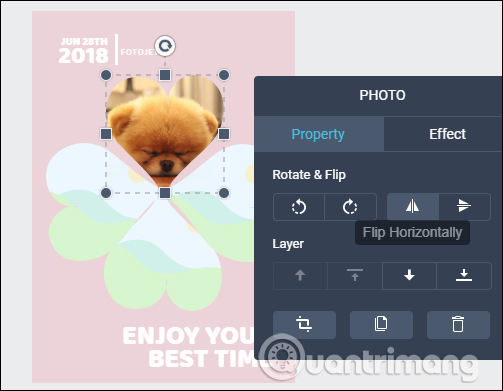 JUN 28TH
2018
FOTOJE
PHOTO
Property
Effect
Rotate & Flip
Flip Horizontally
Layer
ENJOY YOU
BEST TIM
uantrimang